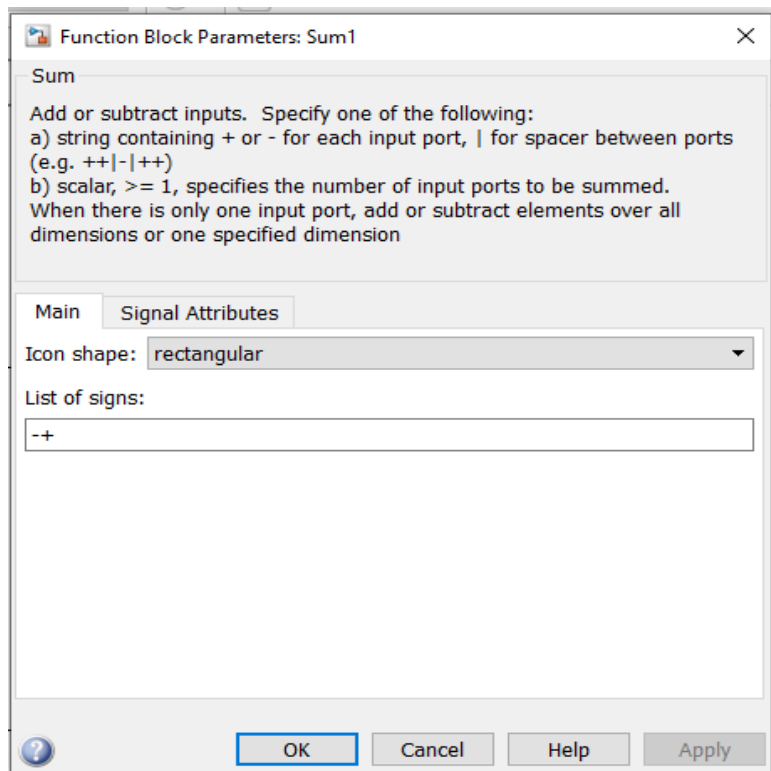 Function Block Parameters: Sum1
Sum
Add or subtract inputs.  Specify one of the following:
a) string containing + or - for each input port, | for spacer between ports
(e.g. ++|-|++)
b) scalar, >= 1, specifies the number of input ports to be summed.
When there is only one input port, add or subtract elements over all
dimensions or one specified dimension
Main    Signal Attributes
Icon shape: rectangular
List of signs:
-+
OK    Cancel    Help    Apply